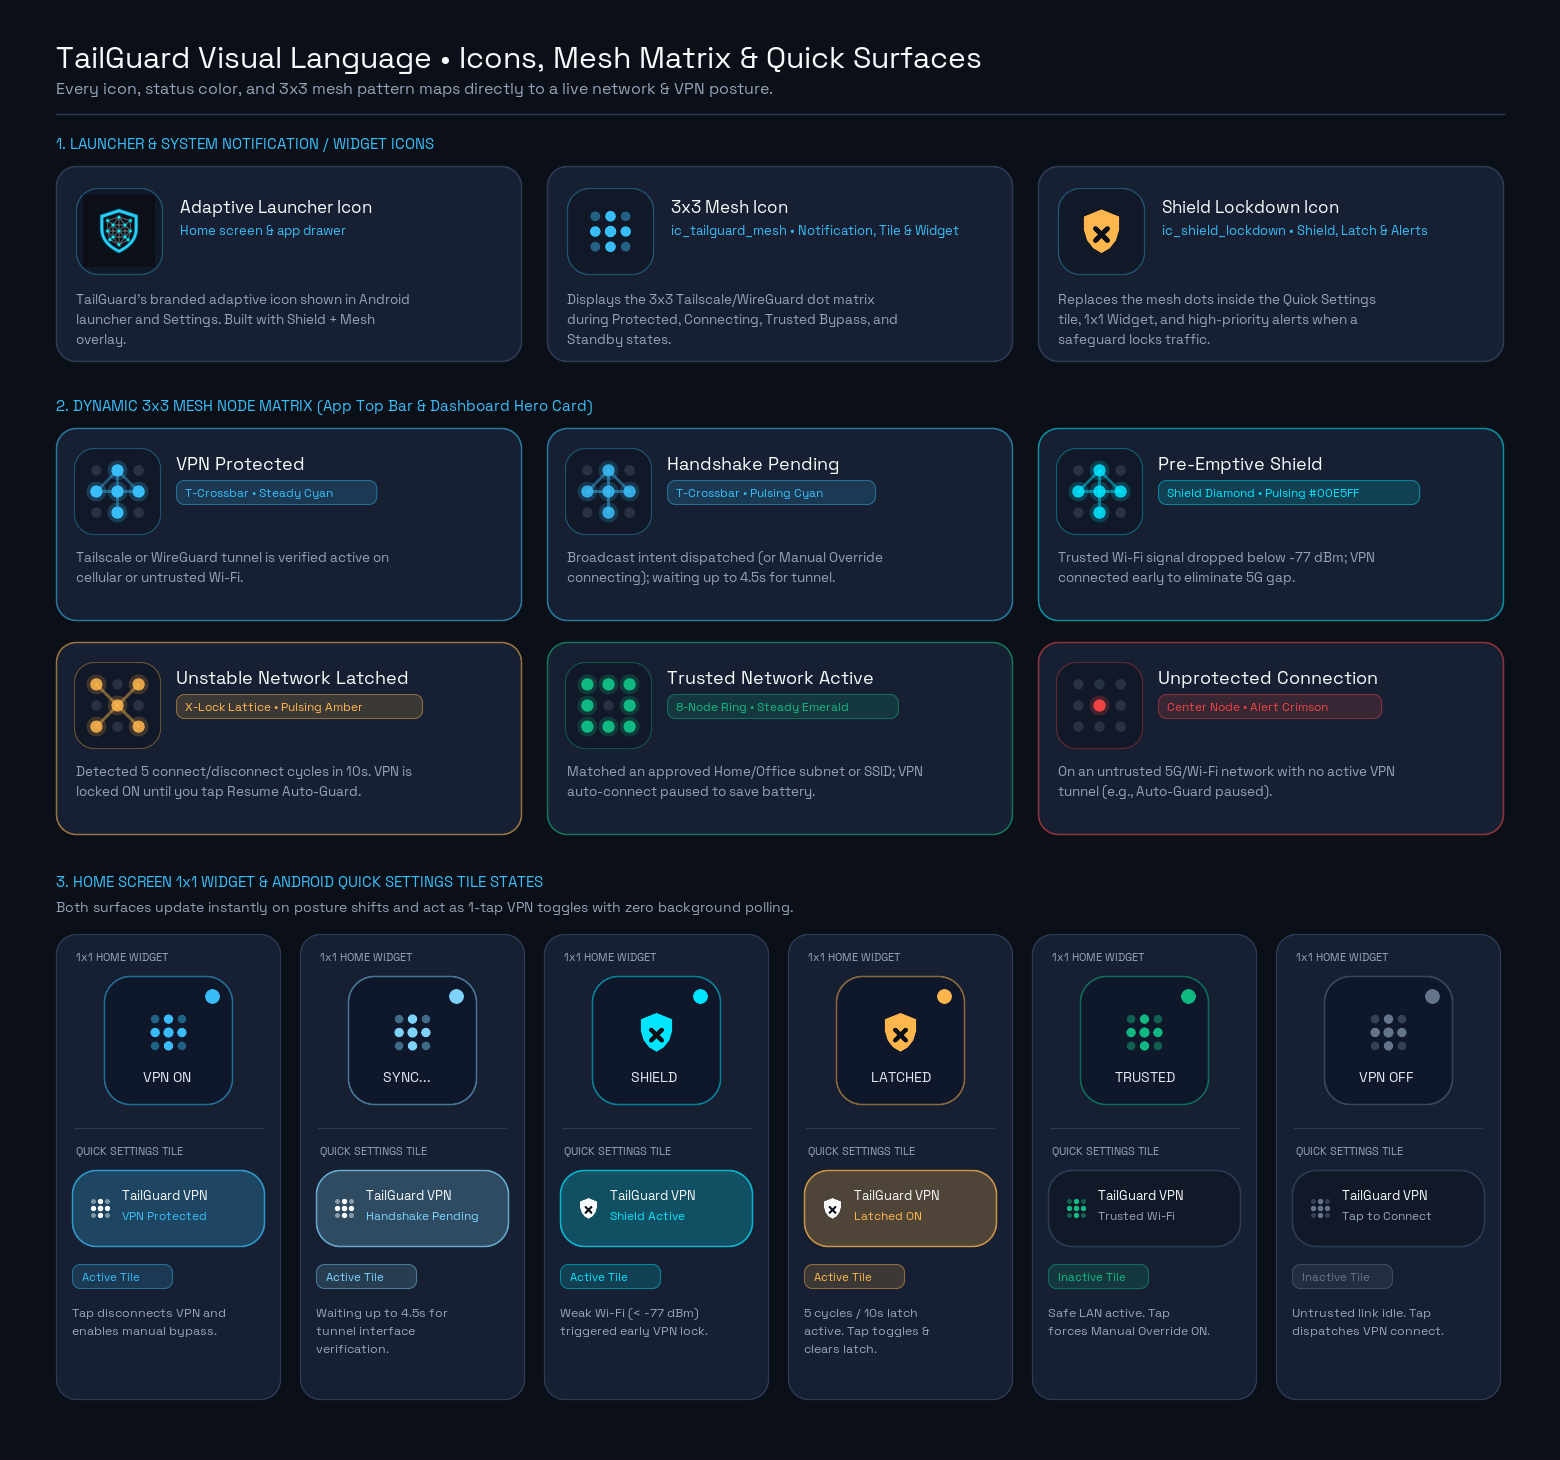 TailGuard Visual Language • Icons, Mesh Matrix & Quick Surfaces
Every icon, status color, and 3x3 mesh pattern maps directly to a live network & VPN posture.
1. LAUNCHER & SYSTEM NOTIFICATION / WIDGET ICONS
Adaptive Launcher Icon
Home screen & app drawer
TailGuard's branded adaptive icon shown in Android
launcher and Settings. Built with Shield + Mesh
overlay.
3x3 Mesh Icon
ic_tailguard_mesh • Notification, Tile & Widget
Displays the 3x3 Tailscale/WireGuard dot matrix
during Protected, Connecting, Trusted Bypass, and
Standby states.
Shield Lockdown Icon
ic_shield_lockdown • Shield, Latch & Alerts
Replaces the mesh dots inside the Quick Settings
tile, 1x1 Widget, and high-priority alerts when a
safeguard locks traffic.
2. DYNAMIC 3x3 MESH NODE MATRIX (App Top Bar & Dashboard Hero Card)
VPN Protected
T-Crossbar • Steady Cyan
Tailscale or WireGuard tunnel is verified active on
cellular or untrusted Wi-Fi.
Handshake Pending
T-Crossbar • Pulsing Cyan
Broadcast intent dispatched (or Manual Override
connecting); waiting up to 4.5s for tunnel.
Pre-Emptive Shield
Shield Diamond • Pulsing #00E5FF
Trusted Wi-Fi signal dropped below -77 dBm; VPN
connected early to eliminate 5G gap.
Unstable Network Latched
X-Lock Lattice • Pulsing Amber
Detected 5 connect/disconnect cycles in 10s. VPN is
locked ON until you tap Resume Auto-Guard.
Trusted Network Active
8-Node Ring • Steady Emerald
Matched an approved Home/Office subnet or SSID; VPN
auto-connect paused to save battery.
Unprotected Connection
Center Node • Alert Crimson
On an untrusted 5G/Wi-Fi network with no active VPN
tunnel (e.g., Auto-Guard paused).
3. HOME SCREEN 1x1 WIDGET & ANDROID QUICK SETTINGS TILE STATES
Both surfaces update instantly on posture shifts and act as 1-tap VPN toggles with zero background polling.
1x1 HOME WIDGET
VPN ON
QUICK SETTINGS TILE
TailGuard VPN
VPN Protected
Active Tile
Tap disconnects VPN and
enables manual bypass.
1x1 HOME WIDGET
SYNC...
QUICK SETTINGS TILE
TailGuard VPN
Handshake Pending
Active Tile
Waiting up to 4.5s for
tunnel interface
verification.
1x1 HOME WIDGET
SHIELD
QUICK SETTINGS TILE
TailGuard VPN
Shield Active
Active Tile
Weak Wi-Fi (< -77 dBm)
triggered early VPN lock.
1x1 HOME WIDGET
LATCHED
QUICK SETTINGS TILE
TailGuard VPN
Latched ON
Active Tile
5 cycles / 10s latch
active. Tap toggles &
clears latch.
1x1 HOME WIDGET
TRUSTED
QUICK SETTINGS TILE
TailGuard VPN
Trusted Wi-Fi
Inactive Tile
Safe LAN active. Tap
forces Manual Override ON.
1x1 HOME WIDGET
VPN OFF
QUICK SETTINGS TILE
TailGuard VPN
Tap to Connect
Inactive Tile
Untrusted link idle. Tap
dispatches VPN connect.